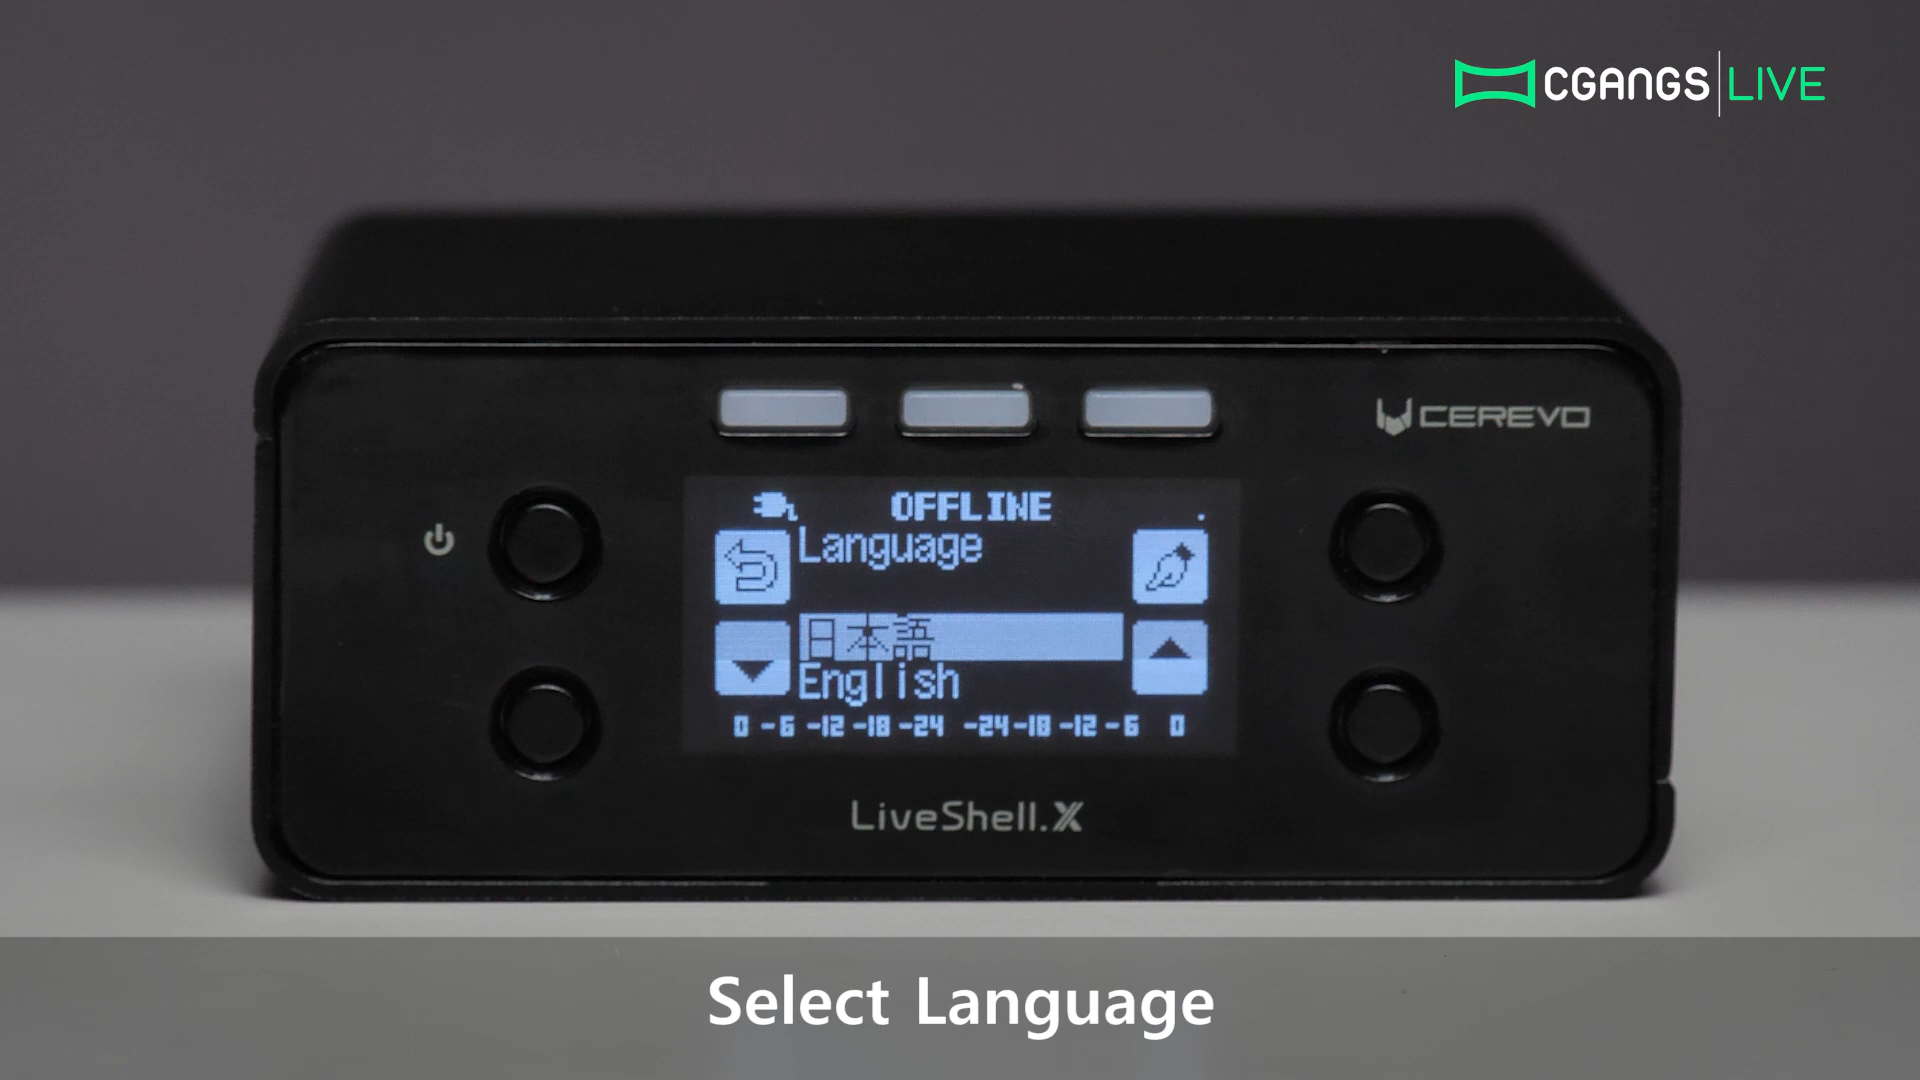 CGANGS LIVE
CEREVO
OFFLINE
Language
日本語
English
0 -6 -12 -18 -24 -24 -18 -12 -6 0
LiveShell.X
Select Language